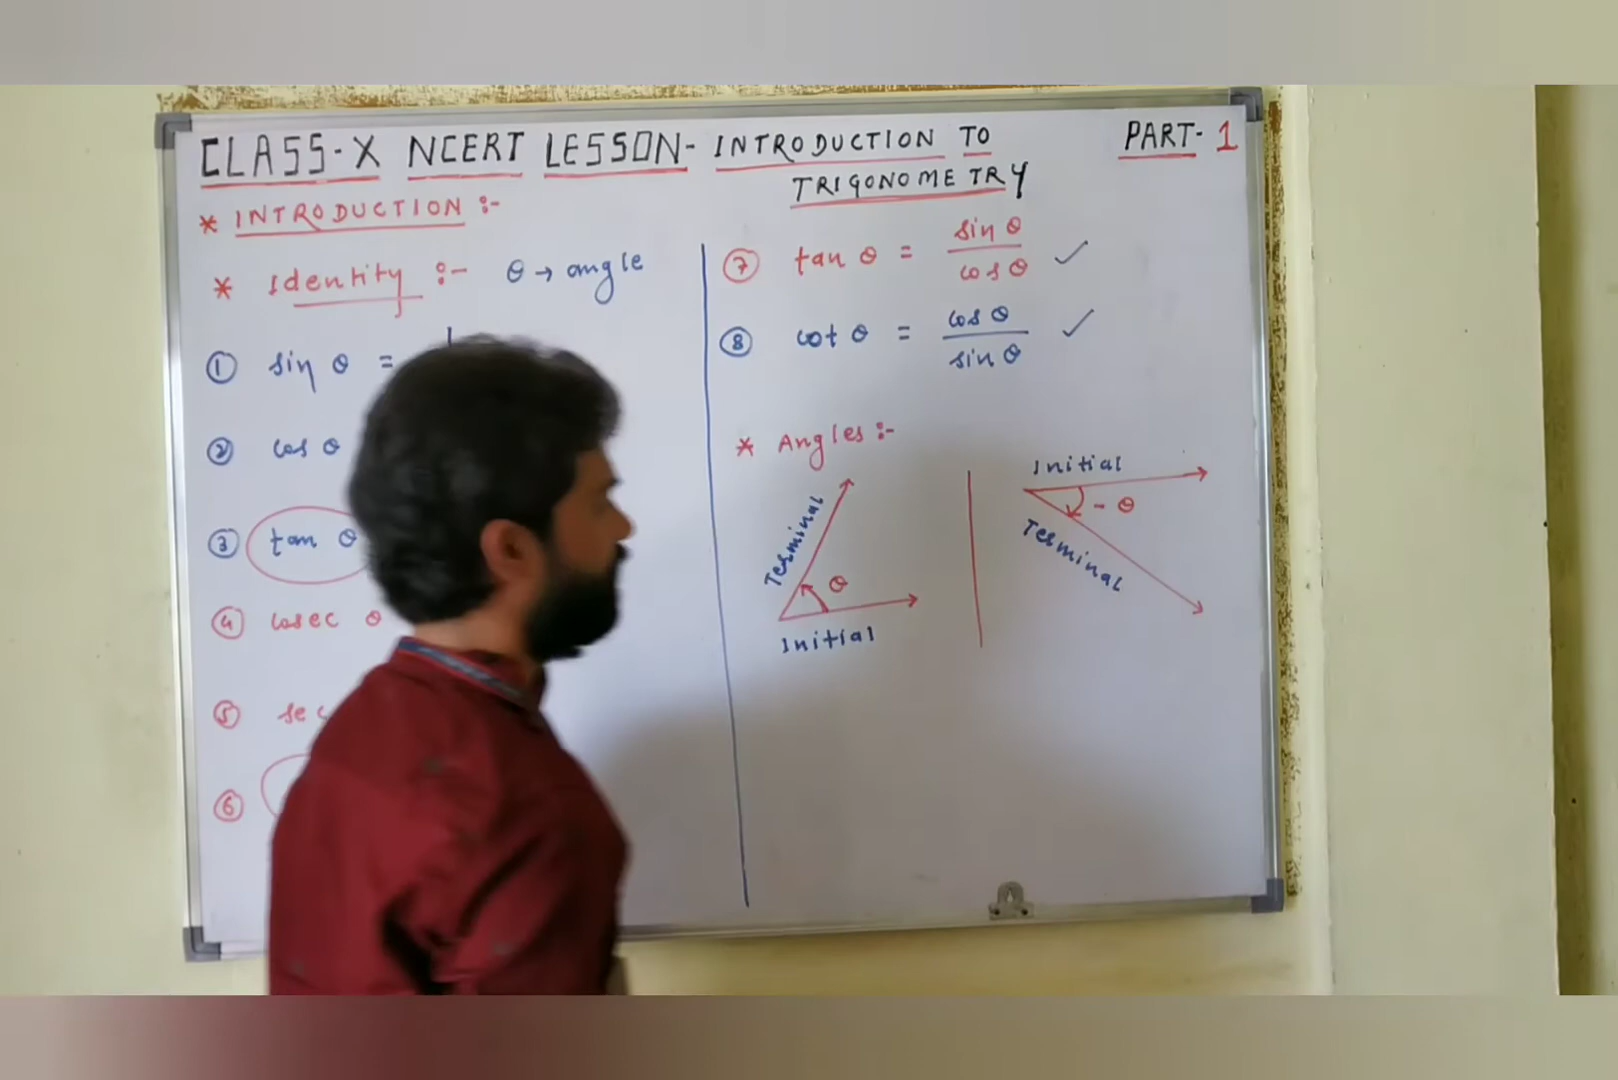 CLASS-X NCERT LESSON- INTRODUCTION TO TRIGONOMETRY
PART-1
* INTRODUCTION :-
* Identity :- θ → angle
① sin θ =
② cos θ
③ tan θ
④ cosec θ
⑤ sec
⑥
⑦ tan θ = sin θ / cos θ ✓
⑧ cot θ = cos θ / sin θ ✓
* Angles :-
Terminal
θ
Initial
Initial
- θ
Terminal